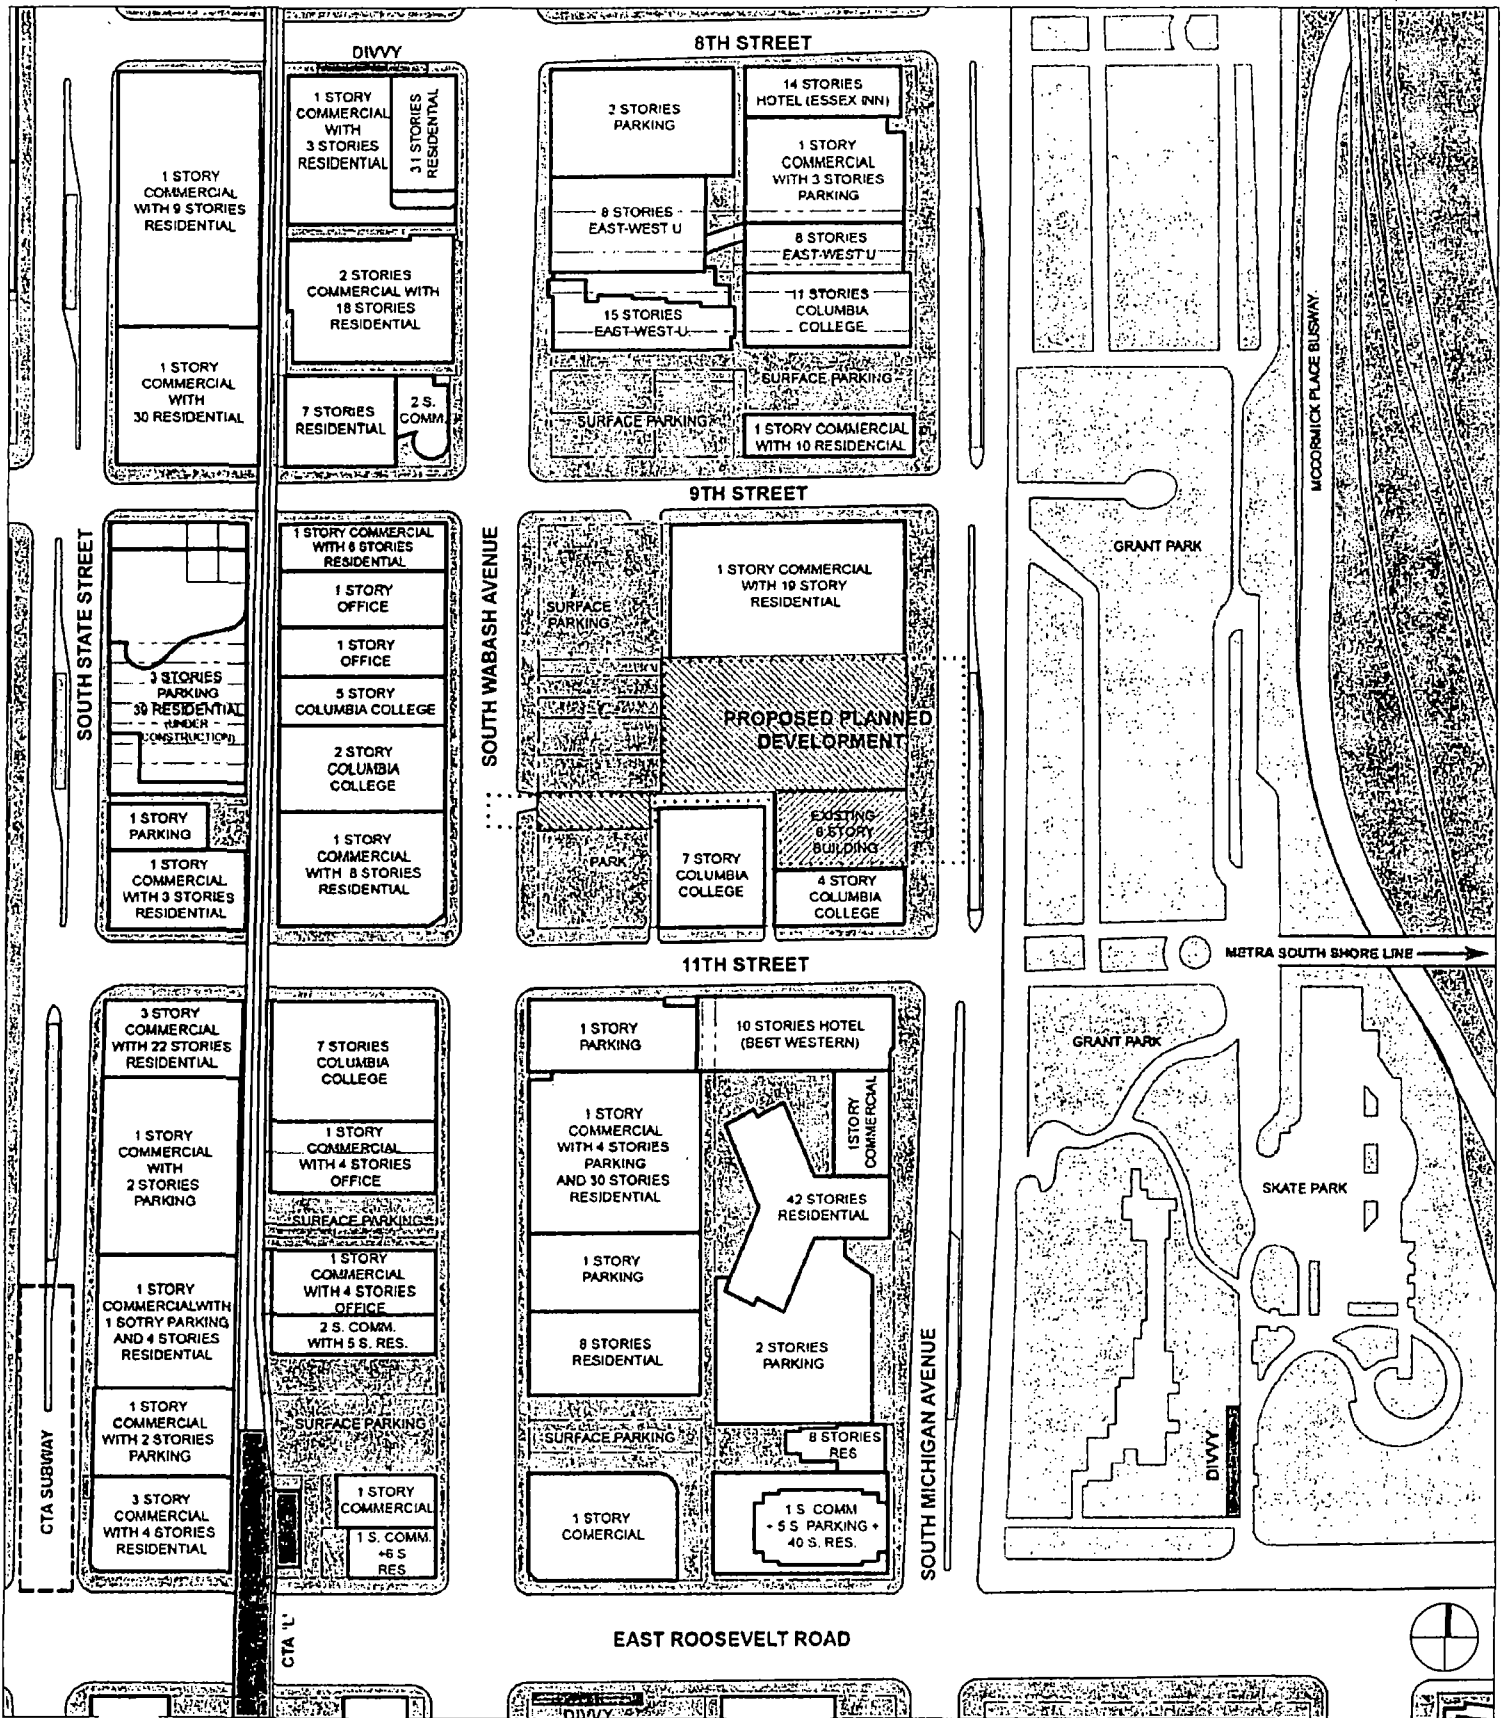 DIVVY
8TH STREET
1 STORY
COMMERCIAL
WITH 9 STORIES
RESIDENTIAL
1 STORY
COMMERCIAL
WITH
3 STORIES
RESIDENTIAL
31 STORIES
RESIDENTIAL
2 STORIES
COMMERCIAL WITH
18 STORIES
RESIDENTIAL
1 STORY
COMMERCIAL
WITH
30 RESIDENTIAL
7 STORIES
RESIDENTIAL
2 S.
COMM.
2 STORIES
PARKING
14 STORIES
HOTEL (ESSEX INN)
1 STORY
COMMERCIAL
WITH 3 STORIES
PARKING
8 STORIES
EAST-WEST U
8 STORIES
EAST-WEST U
15 STORIES
EAST-WEST U.
11 STORIES
COLUMBIA
COLLEGE
SURFACE PARKING
SURFACE PARKING
1 STORY COMMERCIAL
WITH 10 RESIDENCIAL
MCCORMICK PLACE BUSWAY
9TH STREET
SOUTH STATE STREET
3 STORIES
PARKING
39 RESIDENTIAL
(UNDER
CONSTRUCTION)
1 STORY
PARKING
1 STORY
COMMERCIAL
WITH 3 STORIES
RESIDENTIAL
1 STORY COMMERCIAL
WITH 6 STORIES
RESIDENTIAL
1 STORY
OFFICE
1 STORY
OFFICE
5 STORY
COLUMBIA COLLEGE
2 STORY
COLUMBIA
COLLEGE
1 STORY
COMMERCIAL
WITH 8 STORIES
RESIDENTIAL
SOUTH WABASH AVENUE
SURFACE
PARKING
1 STORY COMMERCIAL
WITH 19 STORY
RESIDENTIAL
PROPOSED PLANNED
DEVELOPMENT
EXISTING
6 STORY
BUILDING
PARK
7 STORY
COLUMBIA
COLLEGE
4 STORY
COLUMBIA
COLLEGE
GRANT PARK
11TH STREET
METRA SOUTH SHORE LINE
3 STORY
COMMERCIAL
WITH 22 STORIES
RESIDENTIAL
1 STORY
COMMERCIAL
WITH
2 STORIES
PARKING
1 STORY
COMMERCIALWITH
1 SOTRY PARKING
AND 4 STORIES
RESIDENTIAL
1 STORY
COMMERCIAL
WITH 2 STORIES
PARKING
3 STORY
COMMERCIAL
WITH 4 STORIES
RESIDENTIAL
CTA SUBWAY
7 STORIES
COLUMBIA
COLLEGE
1 STORY
COMMERCIAL
WITH 4 STORIES
OFFICE
SURFACE PARKING
1 STORY
COMMERCIAL
WITH 4 STORIES
OFFICE
2 S. COMM.
WITH 5 S. RES.
SURFACE PARKING
1 STORY
COMMERCIAL
1 S. COMM.
+6 S
RES
CTA 'L'
1 STORY
PARKING
10 STORIES HOTEL
(BEST WESTERN)
1 STORY
COMMERCIAL
WITH 4 STORIES
PARKING
AND 30 STORIES
RESIDENTIAL
1STORY
COMMERCIAL
42 STORIES
RESIDENTIAL
1 STORY
PARKING
8 STORIES
RESIDENTIAL
2 STORIES
PARKING
SURFACE PARKING
8 STORIES
RES
1 STORY
COMERCIAL
1 S COMM
+ 5 S PARKING +
40 S. RES.
SOUTH MICHIGAN AVENUE
GRANT PARK
SKATE PARK
DIVVY
EAST ROOSEVELT ROAD
DIVVY